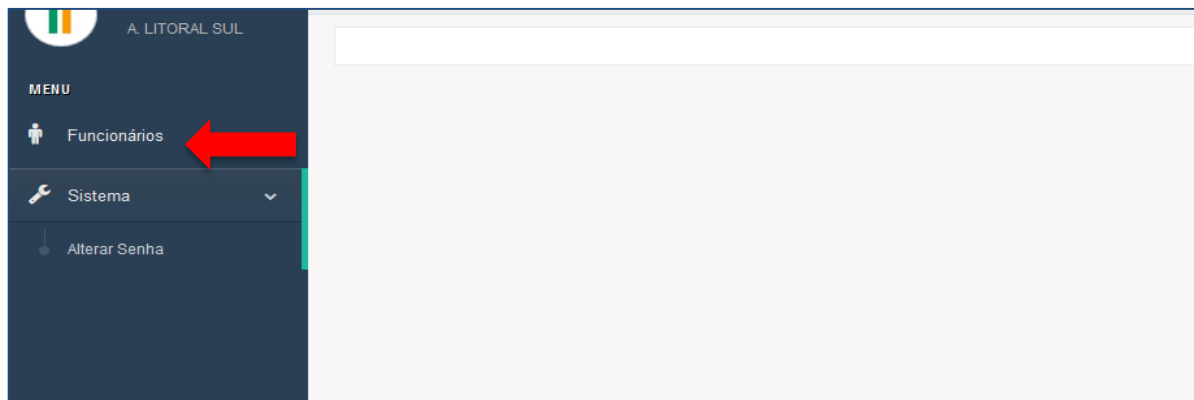 A. LITORAL SUL
MENU
Funcionários
Sistema
Alterar Senha